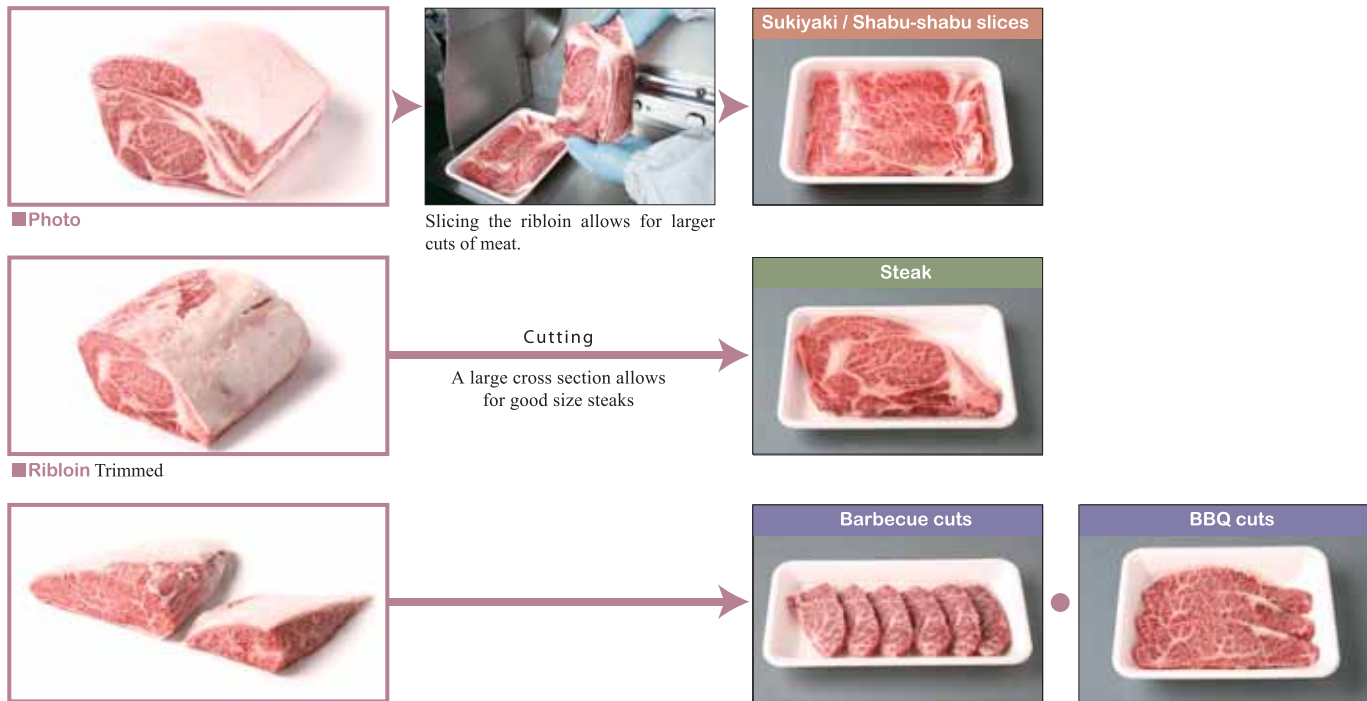 Sukiyaki / Shabu-shabu slices
■Photo
Slicing the ribloin allows for larger
cuts of meat.
Steak
Cutting
A large cross section allows
for good size steaks
■Ribloin Trimmed
Barbecue cuts
BBQ cuts